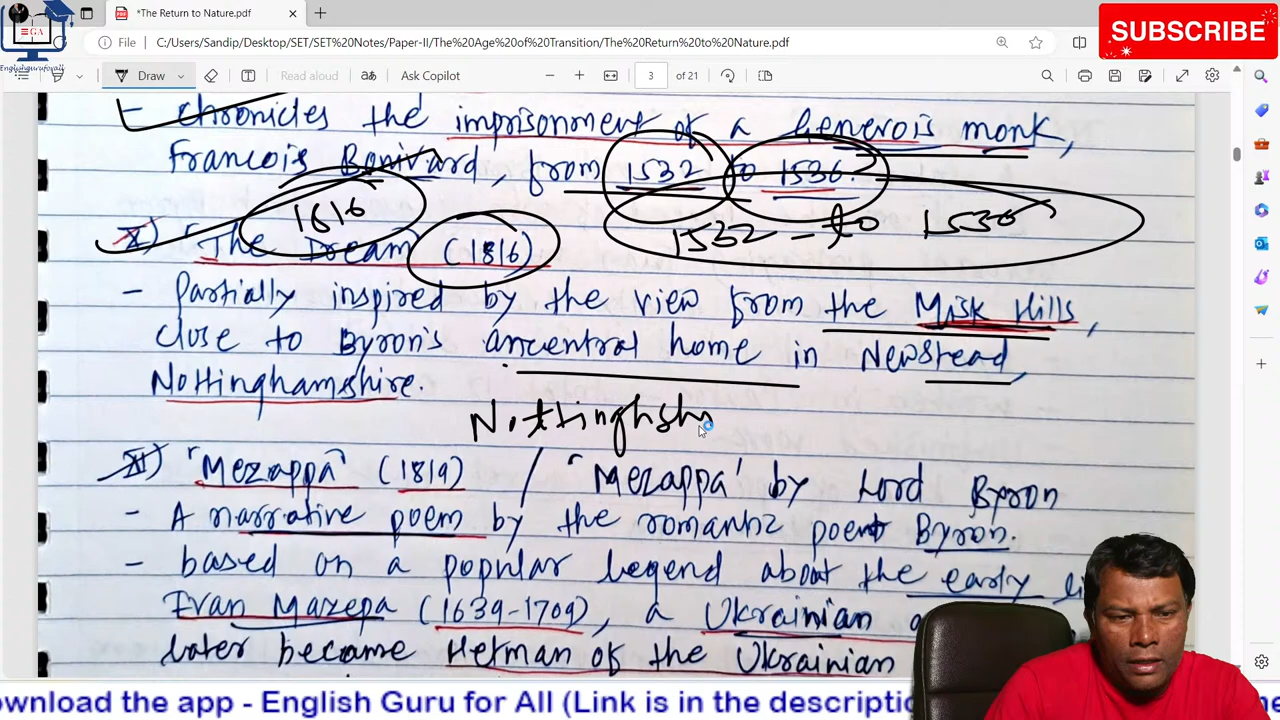 *The Return to Nature.pdf
EGA
Englishguruforall
File C:/Users/Sandip/Desktop/SET/SET%20Notes/Paper-II/The%20Age%20of%20Transition/The%20Return%20to%20Nature.pdf
SUBSCRIBE
Draw Read aloud Ask Copilot 3 of 21
- chronicles the imprisonment of a Genevois monk,
Francois Bonivard, from 1532 to 1536.
1616 1532 - to 1536
X) "The Dream" (1816)
- Partially inspired by the view from the Misk Hills,
close to Byron's ancentral home in Newstead,
Nottinghamshire.
Nottinghsh
XI) "Mezappa" (1819) / "Mezappa" by Lord Byron
- A narrative poem by the romantic poet Byron.
- based on a popular legend about the early
Ivan Mazepa (1639-1709), a Ukrainian
later became Hetman of the Ukrainian
ownload the app - English Guru for All (Link is in the descriptio